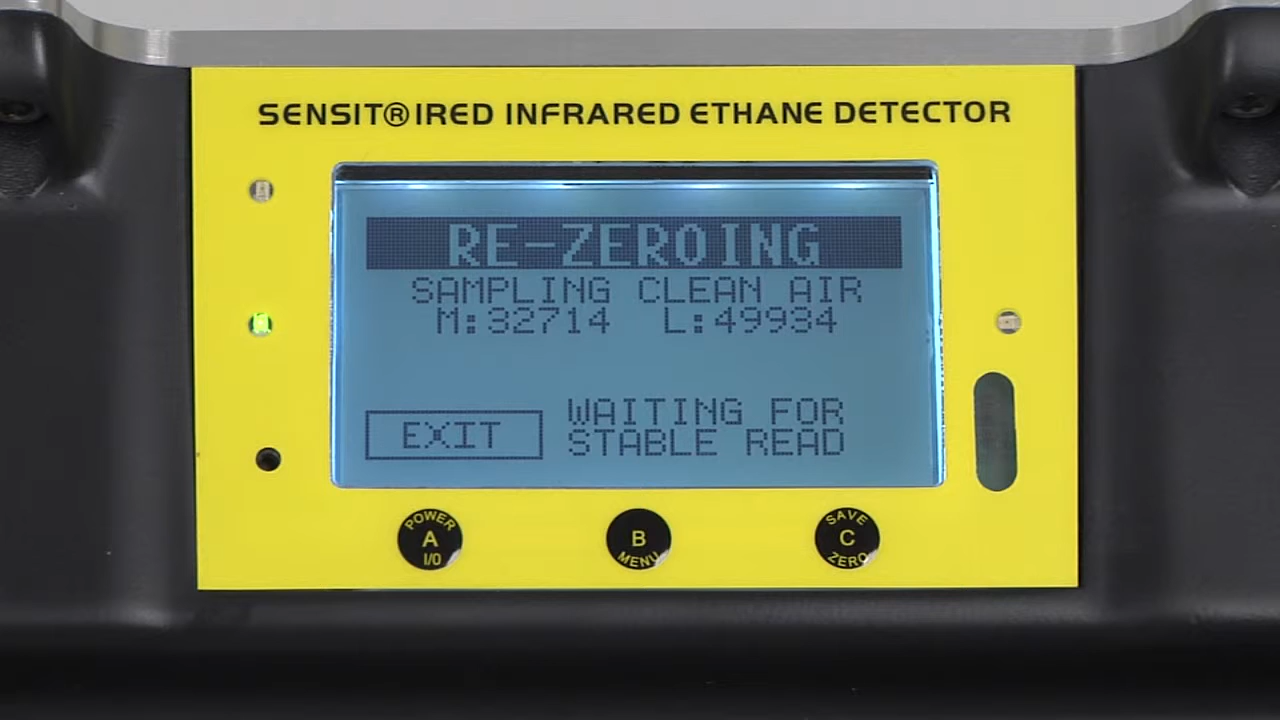 SENSIT® IRED INFRARED ETHANE DETECTOR
RE-ZEROING
SAMPLING CLEAN AIR
M:32714 L:49934
EXIT
WAITING FOR
STABLE READ
POWER
A
I/O
B
MENU
SAVE
C
ZERO